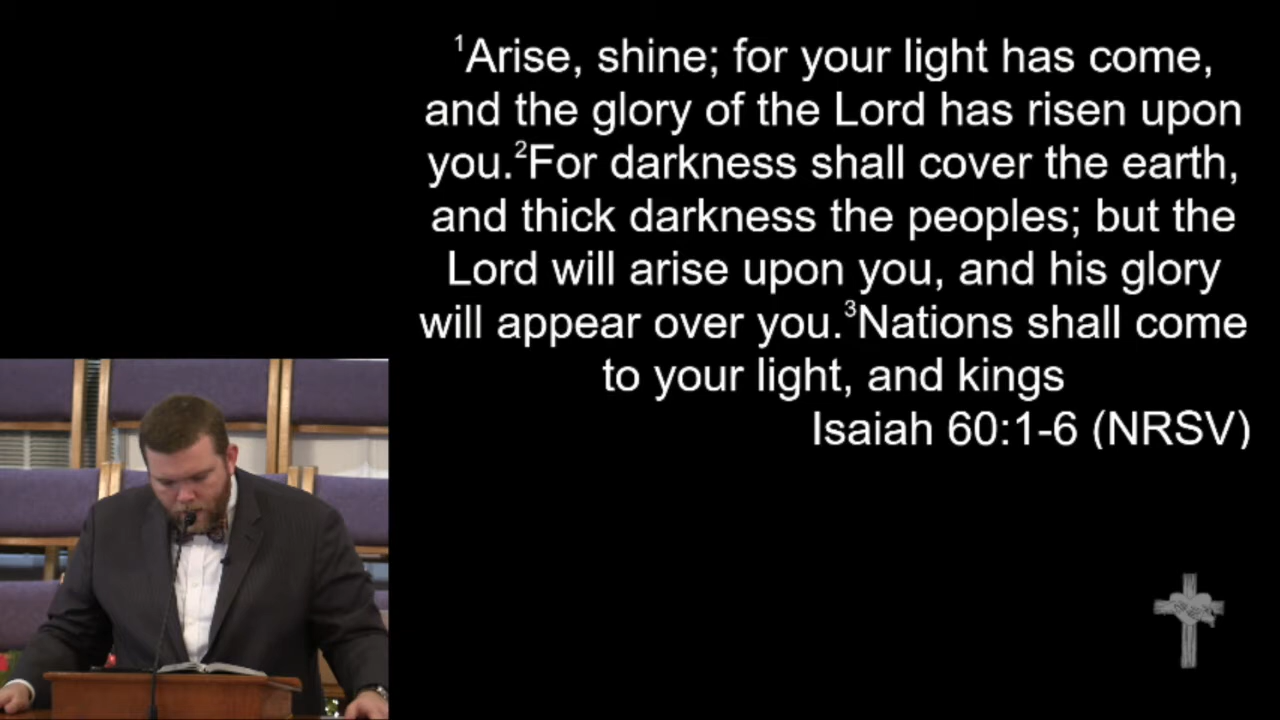 ¹Arise, shine; for your light has come,
and the glory of the Lord has risen upon
you.²For darkness shall cover the earth,
and thick darkness the peoples; but the
Lord will arise upon you, and his glory
will appear over you.³Nations shall come
to your light, and kings
Isaiah 60:1-6 (NRSV)